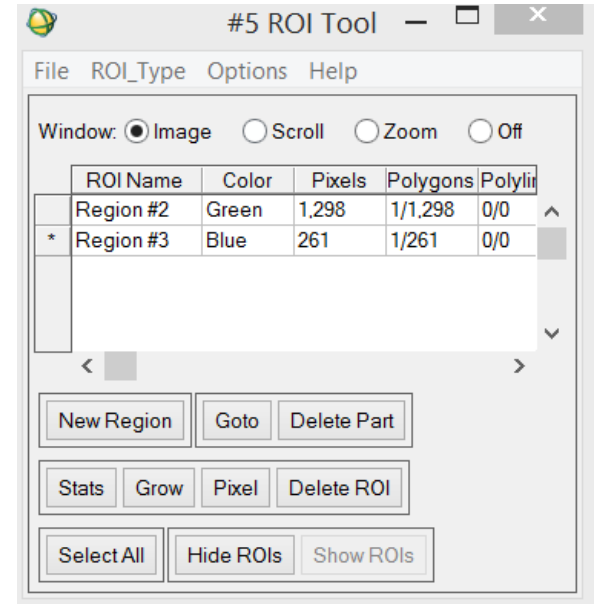 #5 ROI Tool
File ROI_Type Options Help
Window: Image Scroll Zoom Off
ROI Name Color Pixels Polygons Polylin
Region #2 Green 1,298 1/1,298 0/0
* Region #3 Blue 261 1/261 0/0
New Region Goto Delete Part
Stats Grow Pixel Delete ROI
Select All Hide ROIs Show ROIs